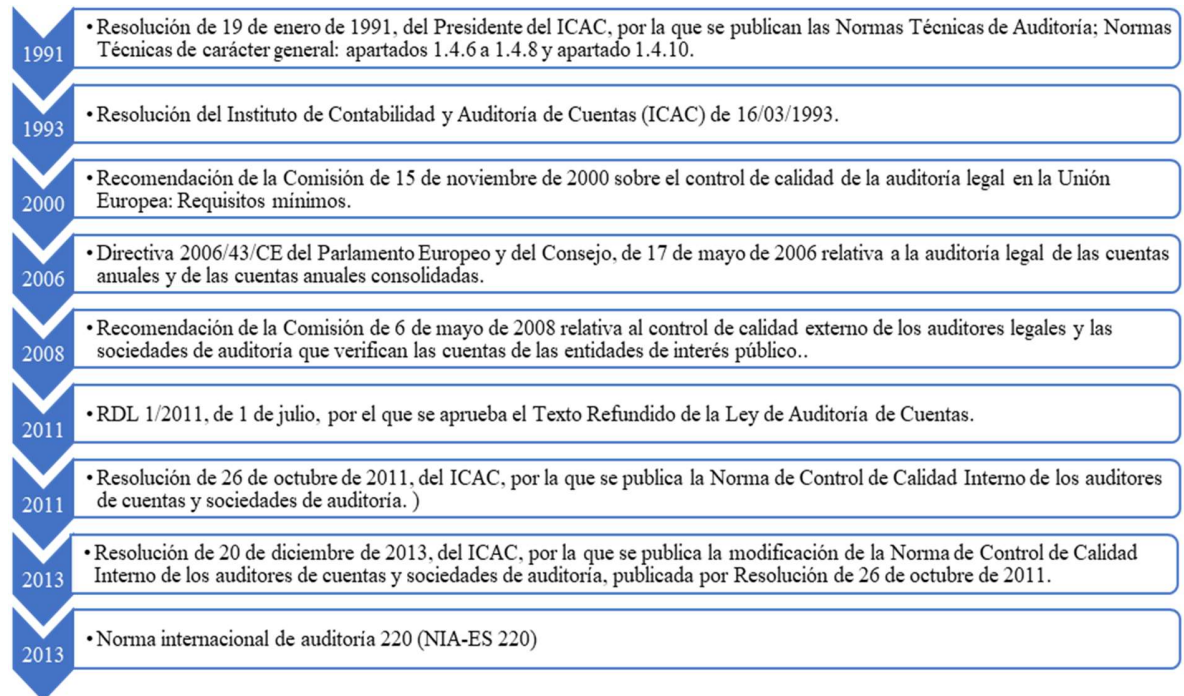 1991
• Resolución de 19 de enero de 1991, del Presidente del ICAC, por la que se publican las Normas Técnicas de Auditoría; Normas
Técnicas de carácter general: apartados 1.4.6 a 1.4.8 y apartado 1.4.10.
1993
• Resolución del Instituto de Contabilidad y Auditoría de Cuentas (ICAC) de 16/03/1993.
2000
• Recomendación de la Comisión de 15 de noviembre de 2000 sobre el control de calidad de la auditoría legal en la Unión
Europea: Requisitos mínimos.
2006
• Directiva 2006/43/CE del Parlamento Europeo y del Consejo, de 17 de mayo de 2006 relativa a la auditoría legal de las cuentas
anuales y de las cuentas anuales consolidadas.
2008
• Recomendación de la Comisión de 6 de mayo de 2008 relativa al control de calidad externo de los auditores legales y las
sociedades de auditoría que verifican las cuentas de las entidades de interés público..
2011
• RDL 1/2011, de 1 de julio, por el que se aprueba el Texto Refundido de la Ley de Auditoría de Cuentas.
2011
• Resolución de 26 de octubre de 2011, del ICAC, por la que se publica la Norma de Control de Calidad Interno de los auditores
de cuentas y sociedades de auditoría. )
2013
• Resolución de 20 de diciembre de 2013, del ICAC, por la que se publica la modificación de la Norma de Control de Calidad
Interno de los auditores de cuentas y sociedades de auditoría, publicada por Resolución de 26 de octubre de 2011.
2013
• Norma internacional de auditoría 220 (NIA-ES 220)